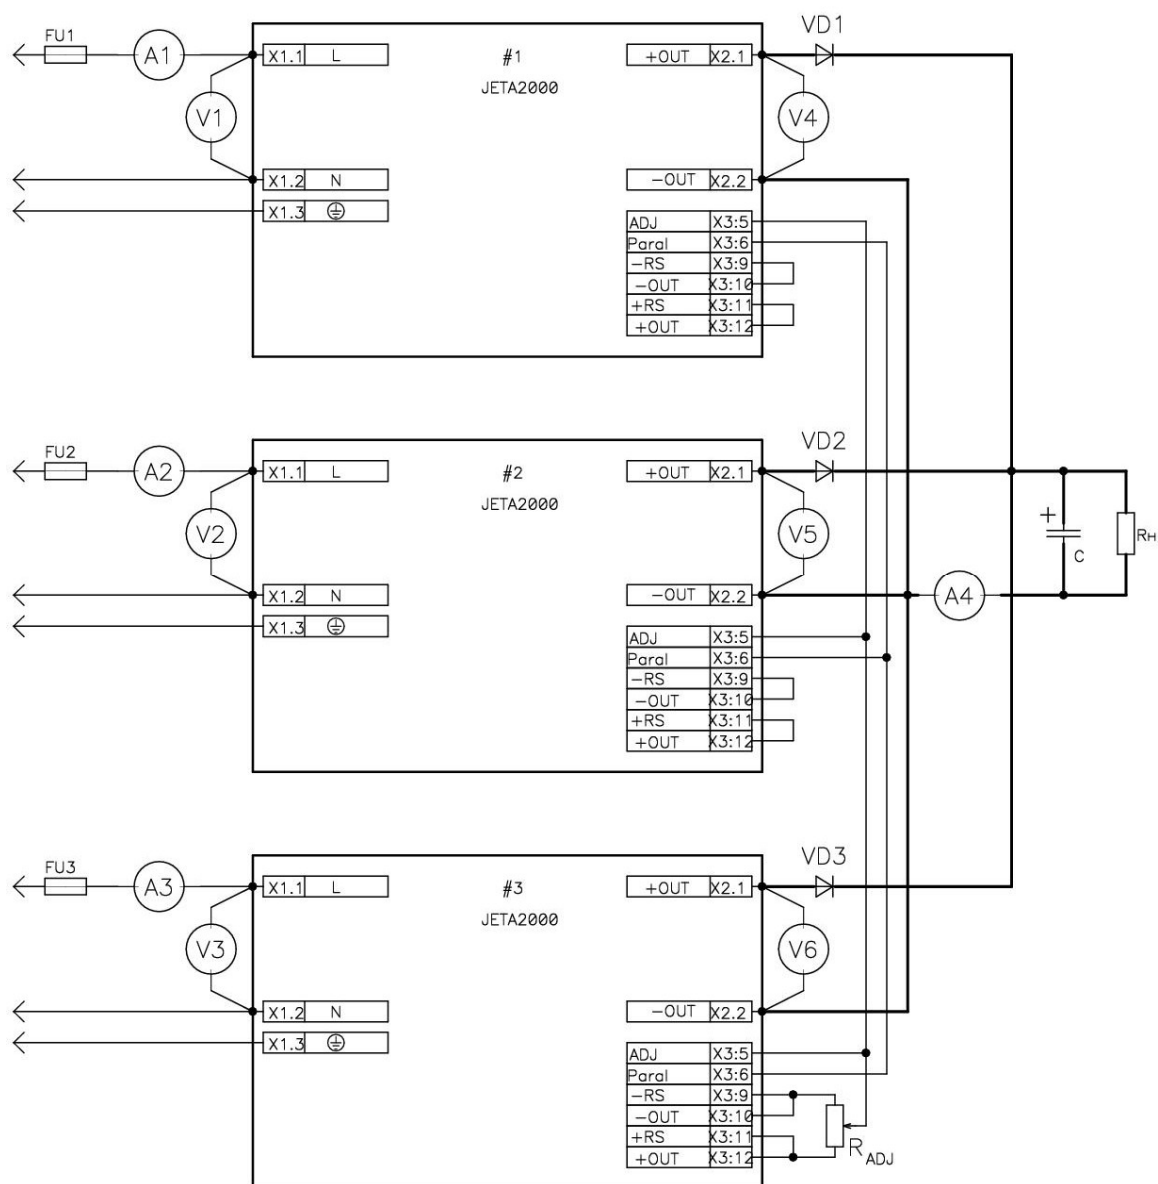 FU1 A1 X1.1 L #1 +OUT X2.1 VD1
JETA2000
V1 V4
X1.2 N -OUT X2.2
X1.3
ADJ X3:5
Paral X3:6
-RS X3:9
-OUT X3:10
+RS X3:11
+OUT X3:12
FU2 A2 X1.1 L #2 +OUT X2.1 VD2
JETA2000
V2 V5 + C RH
X1.2 N -OUT X2.2 A4
X1.3
ADJ X3:5
Paral X3:6
-RS X3:9
-OUT X3:10
+RS X3:11
+OUT X3:12
FU3 A3 X1.1 L #3 +OUT X2.1 VD3
JETA2000
V3 V6
X1.2 N -OUT X2.2
X1.3
ADJ X3:5
Paral X3:6
-RS X3:9
-OUT X3:10
+RS X3:11 RADJ
+OUT X3:12